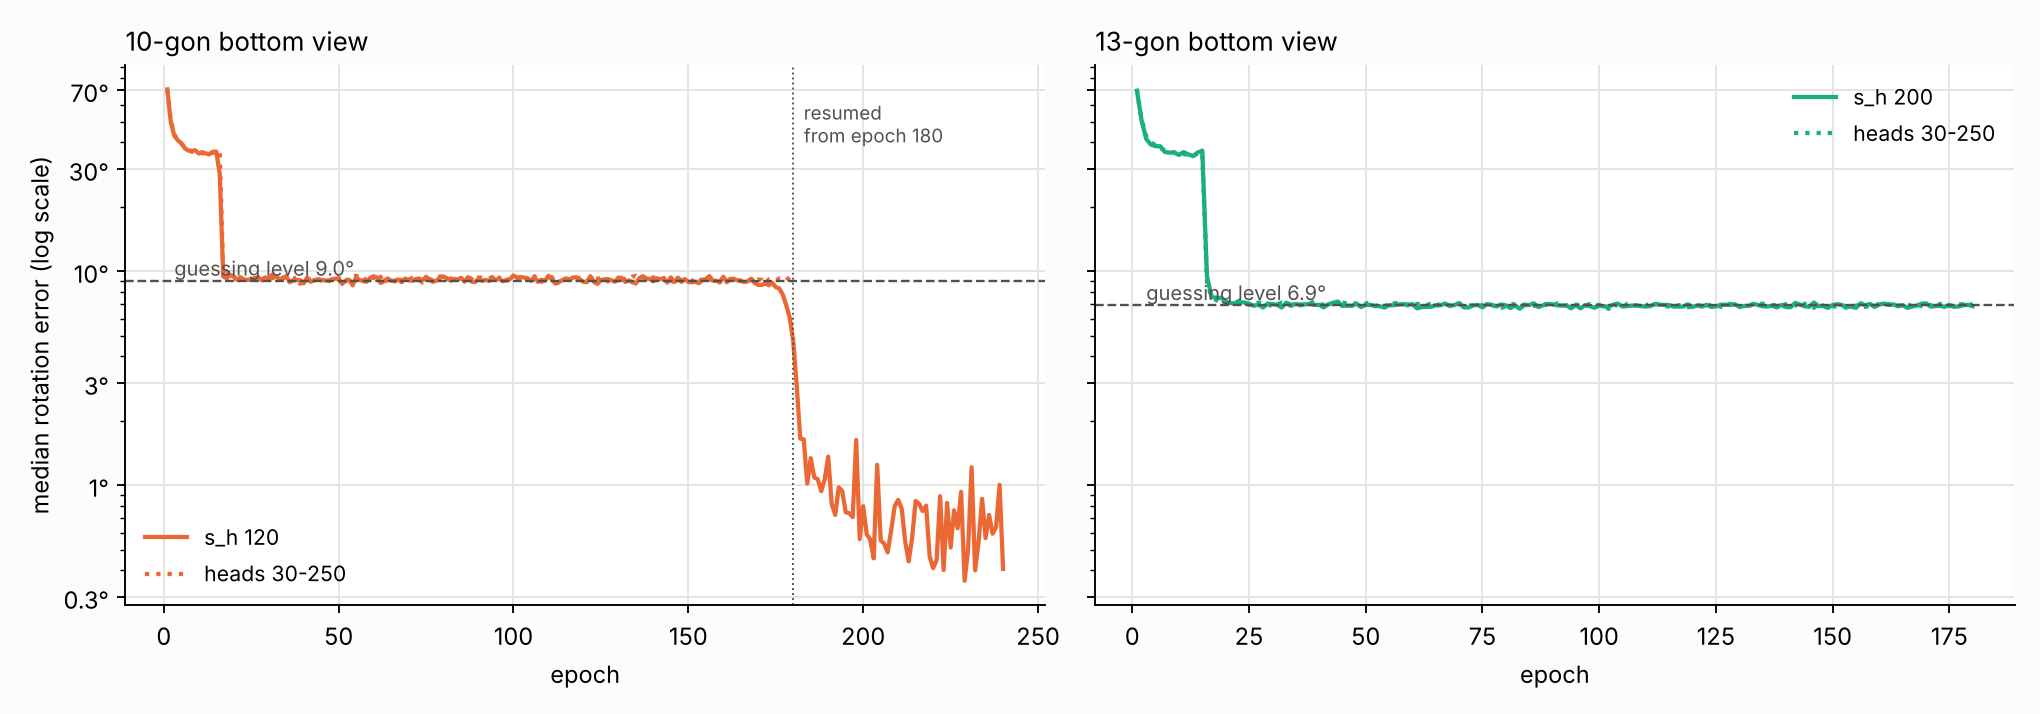 10-gon bottom view
median rotation error (log scale)
70°
30°
10°
3°
1°
0.3°
guessing level 9.0°
resumed
from epoch 180
s_h 120
heads 30-250
0
50
100
150
200
250
epoch
13-gon bottom view
s_h 200
heads 30-250
guessing level 6.9°
0
25
50
75
100
125
150
175
epoch